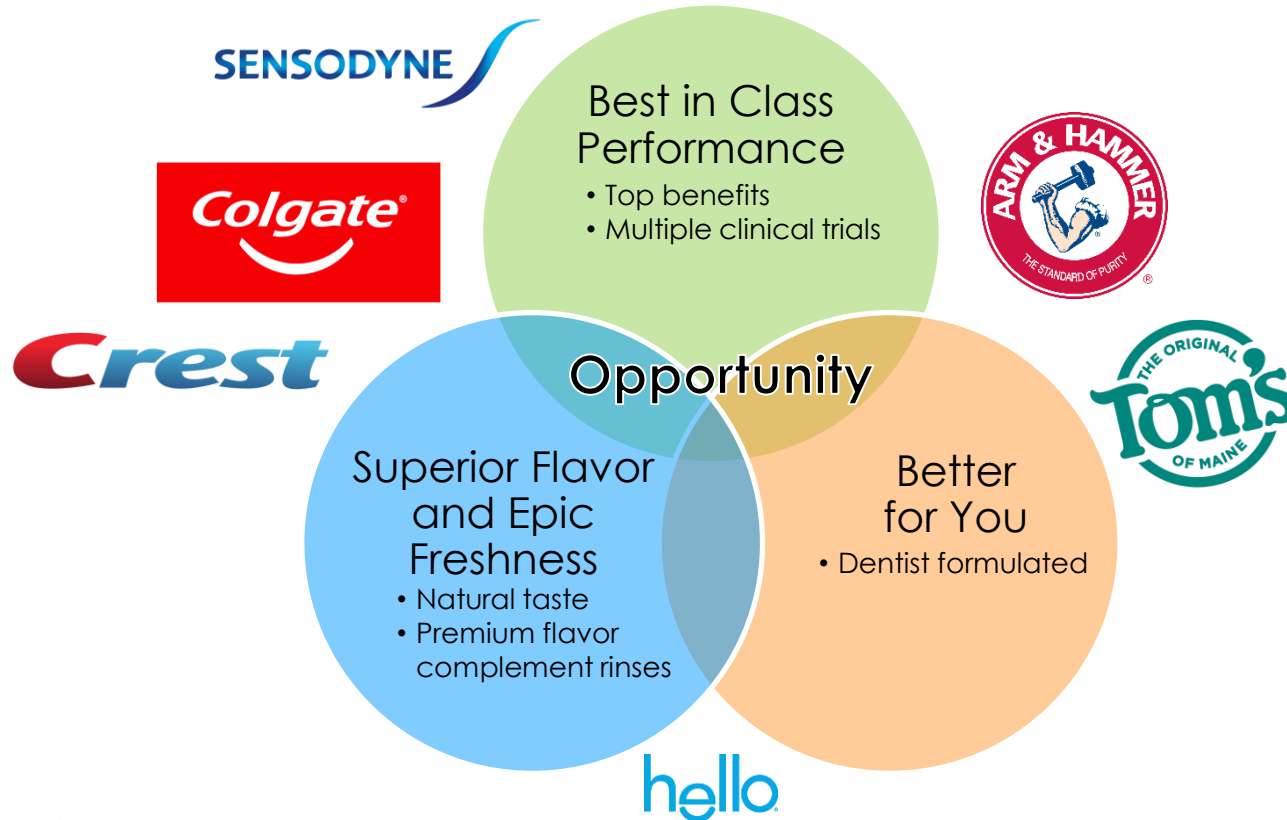 SENSODYNE
Best in Class
Performance
• Top benefits
• Multiple clinical trials
ARM & HAMMER
THE STANDARD OF PURITY
®
®
Colgate®
Crest
Opportunity
THE ORIGINAL
Tom's
OF MAINE
Superior Flavor
and Epic
Freshness
• Natural taste
• Premium flavor
complement rinses
Better
for You
• Dentist formulated
hello®